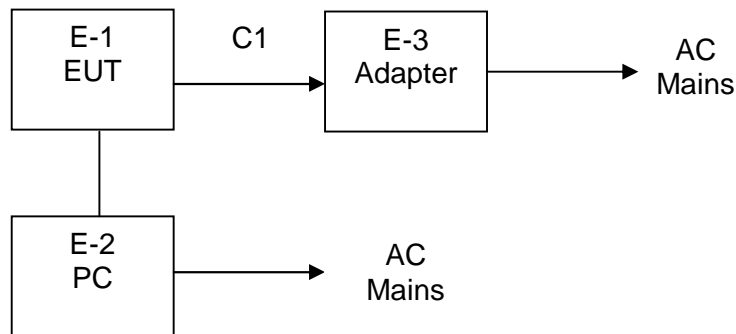 E-1
EUT
C1
E-3
Adapter
AC
Mains
E-2
PC
AC
Mains